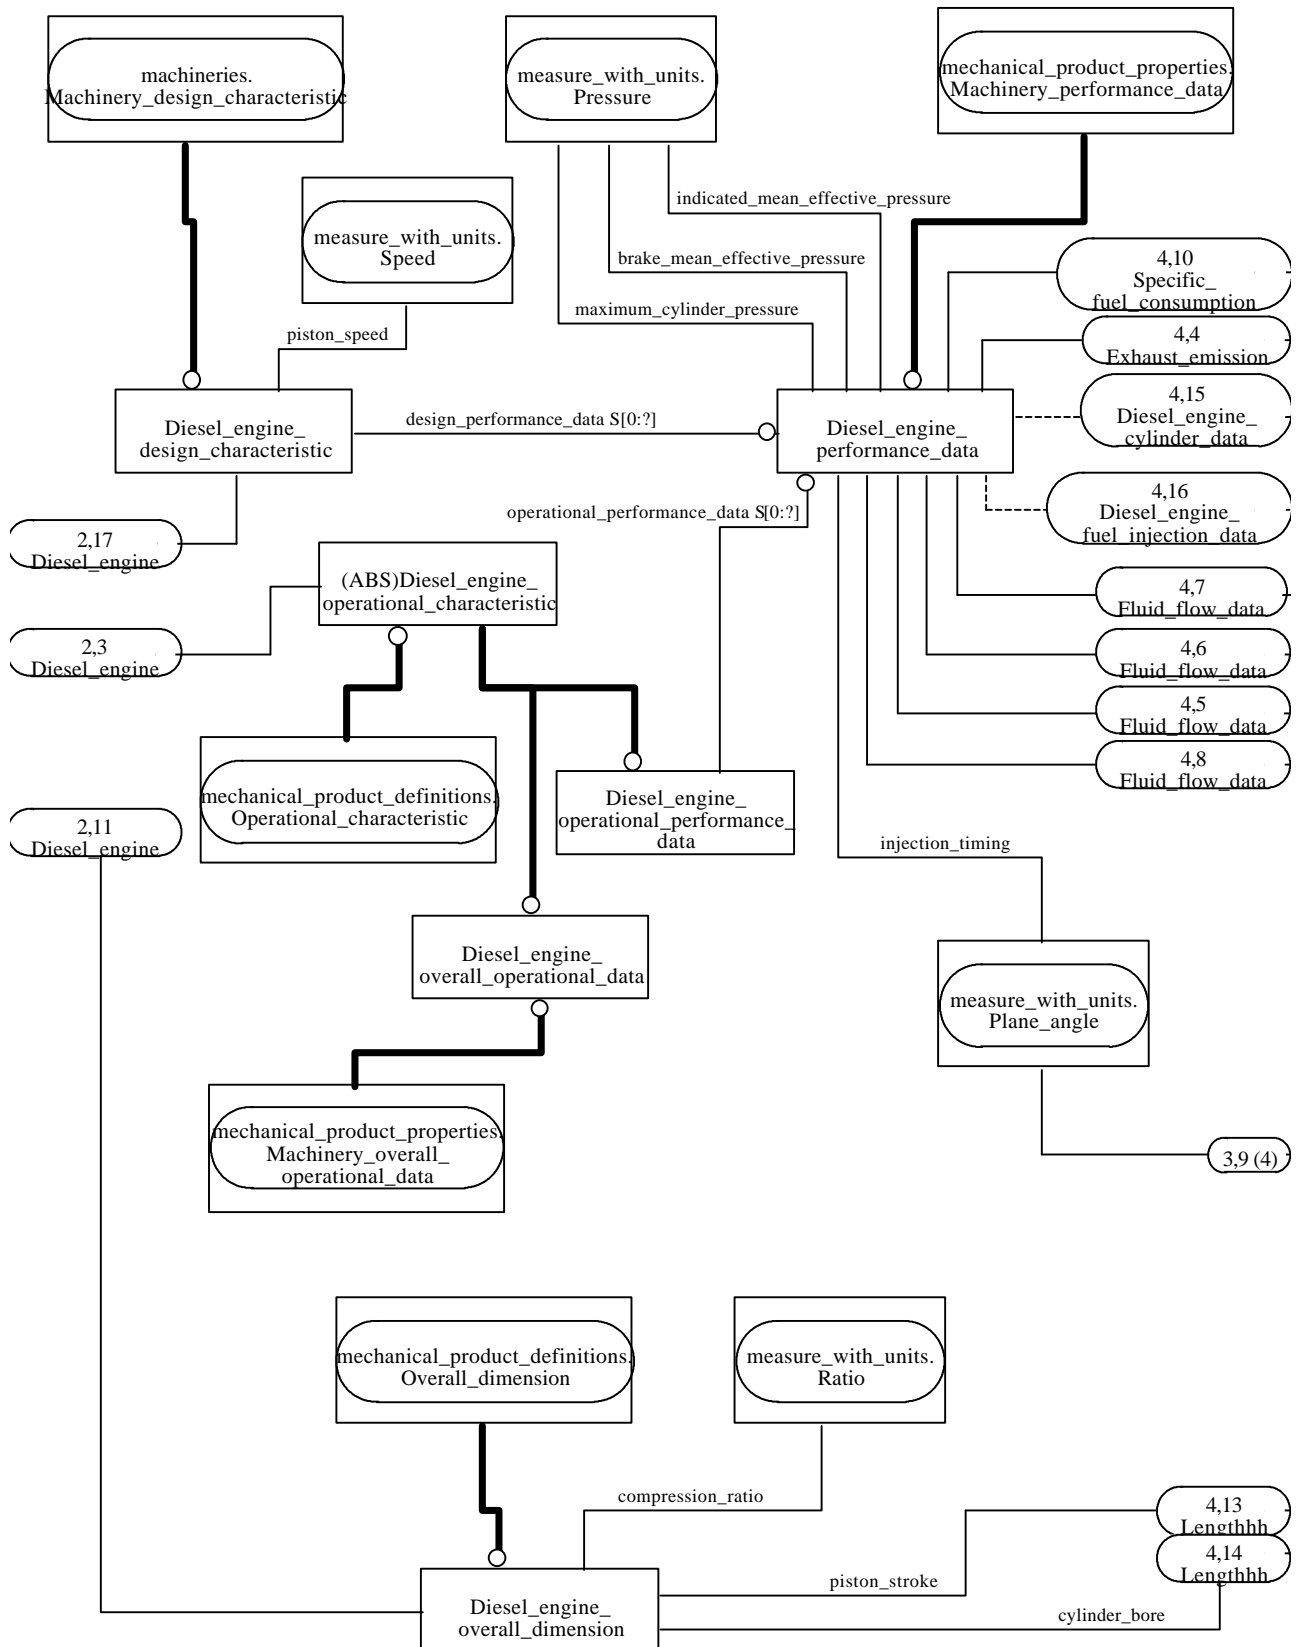 machineries.
Machinery_design_characteristic
measure_with_units.
Pressure
mechanical_product_properties.
Machinery_performance_data
indicated_mean_effective_pressure
measure_with_units.
Speed
brake_mean_effective_pressure
4,10
Specific_
fuel_consumption
maximum_cylinder_pressure
piston_speed
4,4
Exhaust_emission
4,15
Diesel_engine_
cylinder_data
design_performance_data S[0:?]
Diesel_engine_
design_characteristic
Diesel_engine_
performance_data
4,16
Diesel_engine_
fuel_injection_data
operational_performance_data S[0:?]
2,17
Diesel_engine
(ABS)Diesel_engine_
operational_characteristic
4,7
Fluid_flow_data
2,3
Diesel_engine
4,6
Fluid_flow_data
4,5
Fluid_flow_data
4,8
Fluid_flow_data
mechanical_product_definitions.
Operational_characteristic
Diesel_engine_
operational_performance_
data
2,11
Diesel_engine
injection_timing
Diesel_engine_
overall_operational_data
measure_with_units.
Plane_angle
mechanical_product_properties.
Machinery_overall_
operational_data
3,9 (4)
mechanical_product_definitions.
Overall_dimension
measure_with_units.
Ratio
compression_ratio
4,13
Lengthhh
4,14
Lengthhh
piston_stroke
Diesel_engine_
overall_dimension
cylinder_bore